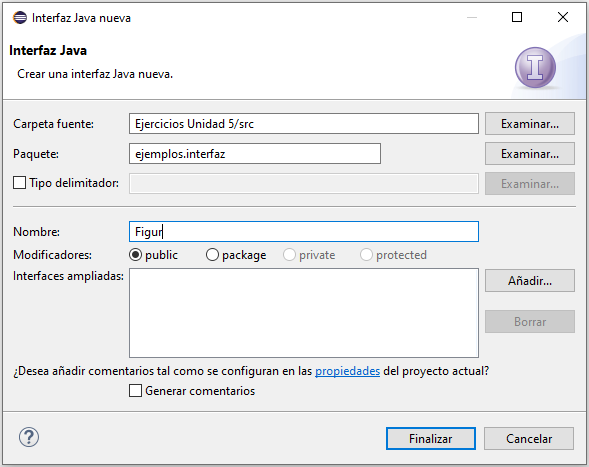 Interfaz Java nueva
Interfaz Java
Crear una interfaz Java nueva.
I
Carpeta fuente: Ejercicios Unidad 5/src Examinar...
Paquete: ejemplos.interfaz Examinar...
Tipo delimitador: Examinar...
Nombre: Figur
Modificadores: public package private protected
Interfaces ampliadas: Añadir...
Borrar
¿Desea añadir comentarios tal como se configuran en las propiedades del proyecto actual?
Generar comentarios
? Finalizar Cancelar